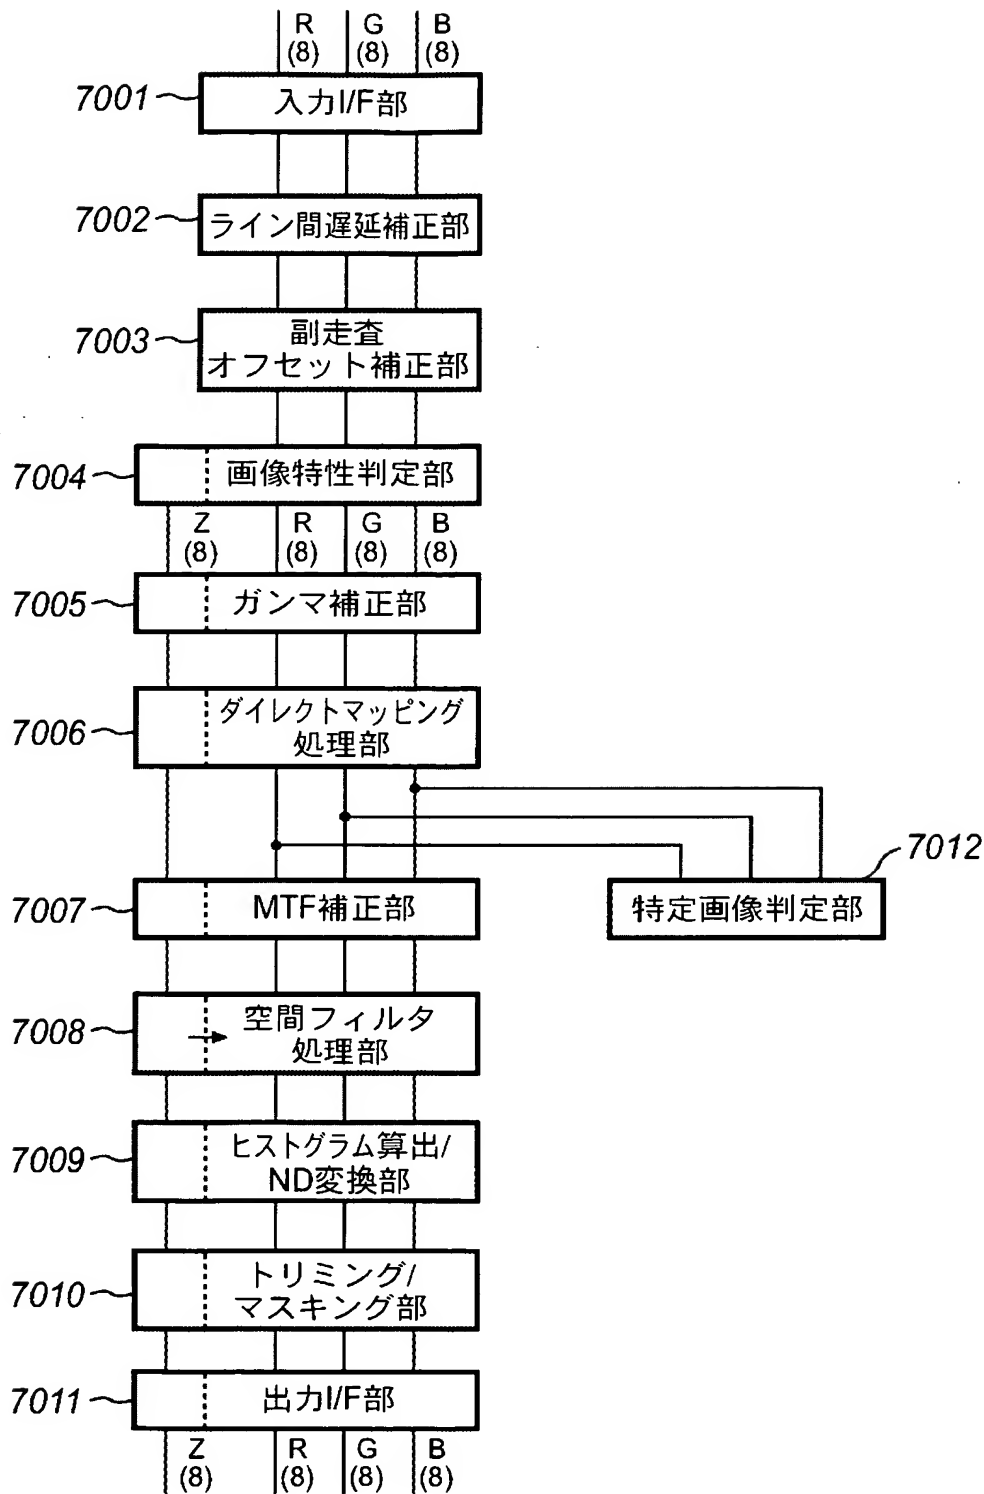 R G B
(8) (8) (8)
7001 入力I/F部
7002 ライン間遅延補正部
7003 副走査
オフセット補正部
7004 画像特性判定部
Z R G B
(8) (8) (8) (8)
7005 ガンマ補正部
7006 ダイレクトマッピング
処理部
7012
7007 MTF補正部 特定画像判定部
7008 空間フィルタ
処理部
7009 ヒストグラム算出/
ND変換部
7010 トリミング/
マスキング部
7011 出力I/F部
Z R G B
(8) (8) (8) (8)